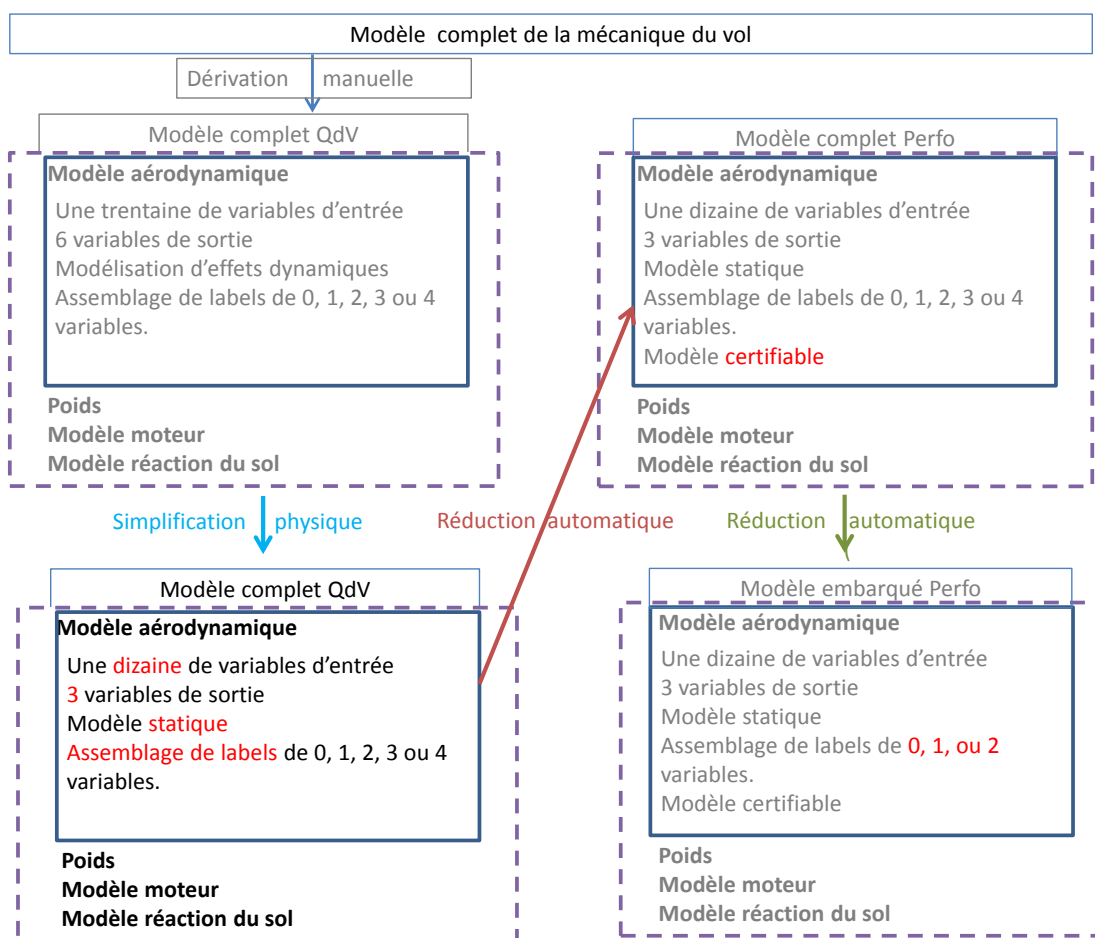 Modèle complet de la mécanique du vol
Dérivation manuelle
Modèle complet QdV
Modèle aérodynamique
Une trentaine de variables d'entrée
6 variables de sortie
Modélisation d'effets dynamiques
Assemblage de labels de 0, 1, 2, 3 ou 4
variables.
Poids
Modèle moteur
Modèle réaction du sol
Modèle complet Perfo
Modèle aérodynamique
Une dizaine de variables d'entrée
3 variables de sortie
Modèle statique
Assemblage de labels de 0, 1, 2, 3 ou 4
variables.
Modèle certifiable
Poids
Modèle moteur
Modèle réaction du sol
Simplification physique
Réduction automatique
Réduction automatique
Modèle complet QdV
Modèle aérodynamique
Une dizaine de variables d'entrée
3 variables de sortie
Modèle statique
Assemblage de labels de 0, 1, 2, 3 ou 4
variables.
Poids
Modèle moteur
Modèle réaction du sol
Modèle embarqué Perfo
Modèle aérodynamique
Une dizaine de variables d'entrée
3 variables de sortie
Modèle statique
Assemblage de labels de 0, 1, ou 2
variables.
Modèle certifiable
Poids
Modèle moteur
Modèle réaction du sol